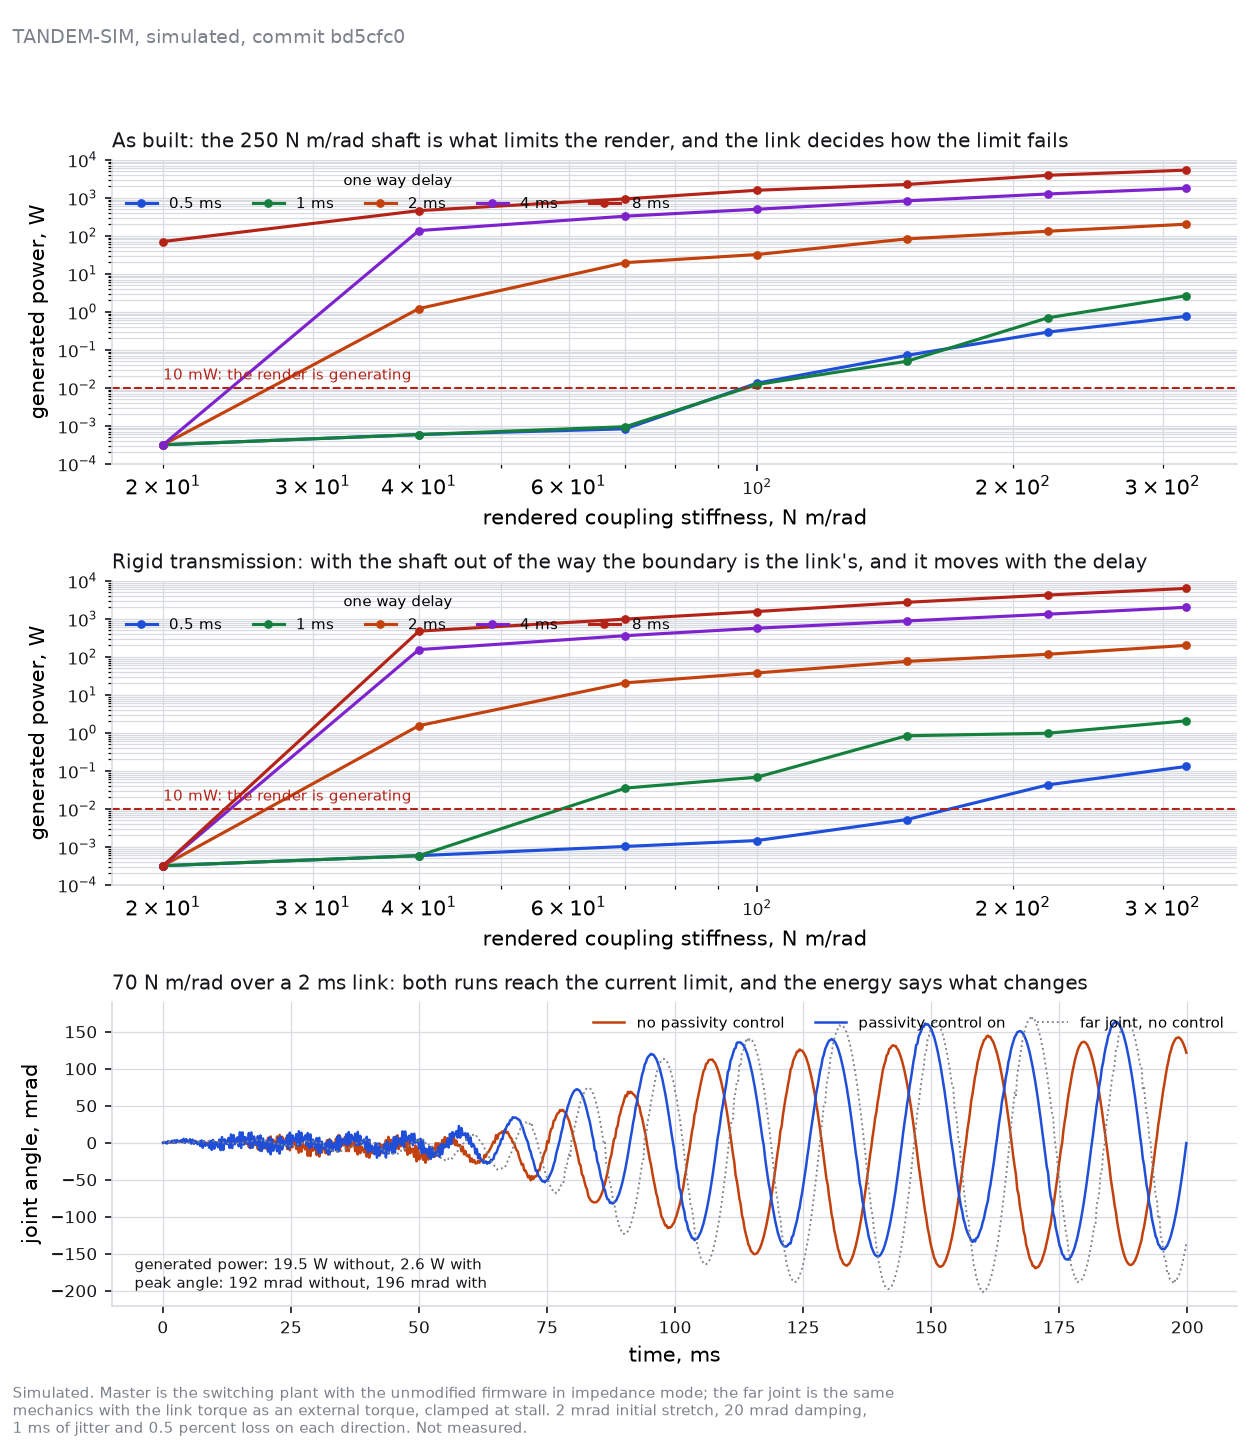 TANDEM-SIM, simulated, commit bd5cfc0
As built: the 250 N m/rad shaft is what limits the render, and the link decides how the limit fails
one way delay
0.5 ms 1 ms 2 ms 4 ms 8 ms
10⁴
10³
10²
10¹
10⁰
10⁻¹
10⁻²
10⁻³
10⁻⁴
generated power, W
10 mW: the render is generating
2 × 10¹ 3 × 10¹ 4 × 10¹ 6 × 10¹ 10² 2 × 10² 3 × 10²
rendered coupling stiffness, N m/rad
Rigid transmission: with the shaft out of the way the boundary is the link's, and it moves with the delay
one way delay
0.5 ms 1 ms 2 ms 4 ms 8 ms
10⁴
10³
10²
10¹
10⁰
10⁻¹
10⁻²
10⁻³
10⁻⁴
generated power, W
10 mW: the render is generating
2 × 10¹ 3 × 10¹ 4 × 10¹ 6 × 10¹ 10² 2 × 10² 3 × 10²
rendered coupling stiffness, N m/rad
70 N m/rad over a 2 ms link: both runs reach the current limit, and the energy says what changes
no passivity control passivity control on far joint, no control
150
100
50
0
−50
−100
−150
−200
joint angle, mrad
generated power: 19.5 W without, 2.6 W with
peak angle: 192 mrad without, 196 mrad with
0 25 50 75 100 125 150 175 200
time, ms
Simulated. Master is the switching plant with the unmodified firmware in impedance mode; the far joint is the same
mechanics with the link torque as an external torque, clamped at stall. 2 mrad initial stretch, 20 mrad damping,
1 ms of jitter and 0.5 percent loss on each direction. Not measured.